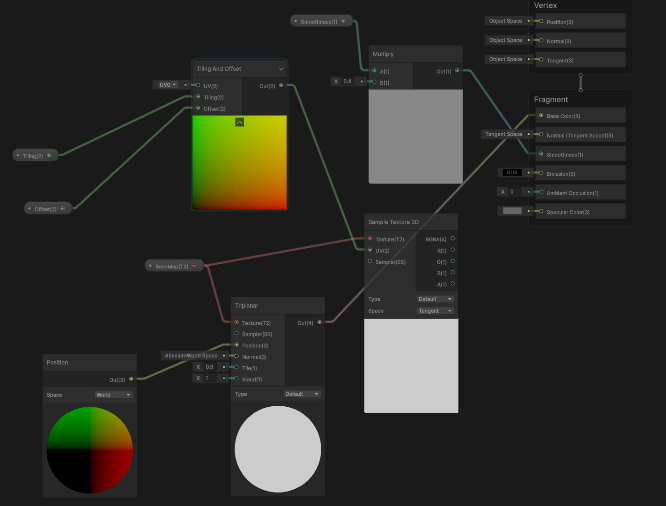 Vertex
Object Space
Position(3)
Object Space
Normal(3)
Object Space
Tangent(3)
Smoothness(1)
Multiply
A(1)
Out(1)
X 0.4
B(1)
Tiling And Offset
UV0
UV(2)
Out(2)
Tiling(2)
Offset(2)
Fragment
Base Color(3)
Tangent Space
Normal (Tangent Space)(3)
Smoothness(1)
HDR
Emission(3)
X 0
Ambient Occlusion(1)
Specular Color(3)
Tiling(2)
Offset(2)
Sample Texture 2D
Texture(T2)
RGBA(4)
UV(2)
R(1)
Sampler(SS)
G(1)
B(1)
A(1)
Type
Default
Space
Tangent
BaseMap(T2)
Triplanar
Texture(T2)
Out(4)
Sampler(SS)
Position(3)
AbsoluteWorld Space
Normal(3)
X
Tile(1)
X 1
Blend(1)
Type
Default
Position
Out(3)
Space
World